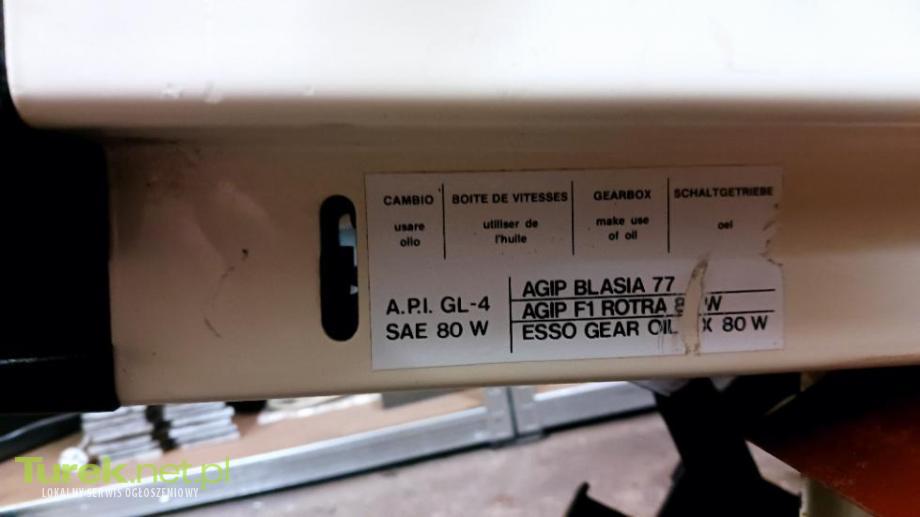 CAMBIO BOITE DE VITESSES GEARBOX SCHALTGETRIEBE
usare utiliser de make use oel
olio l'huile of oil
A.P.I. GL-4
SAE 80 W
AGIP BLASIA 77
AGIP F1 ROTRA 8 W
ESSO GEAR OIL X 80 W
Turek.net.pl
LOKALNY SERWIS OGŁOSZENIOWY